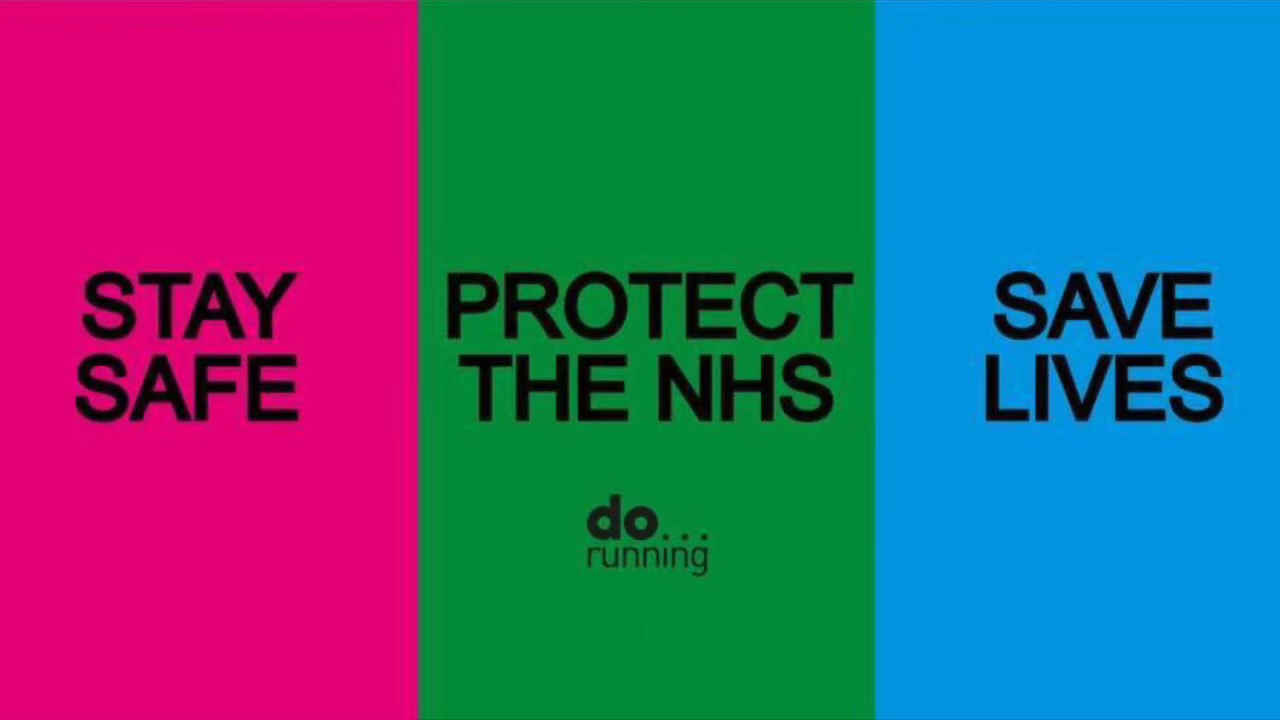 STAY
SAFE
PROTECT
THE NHS
do...
running
SAVE
LIVES